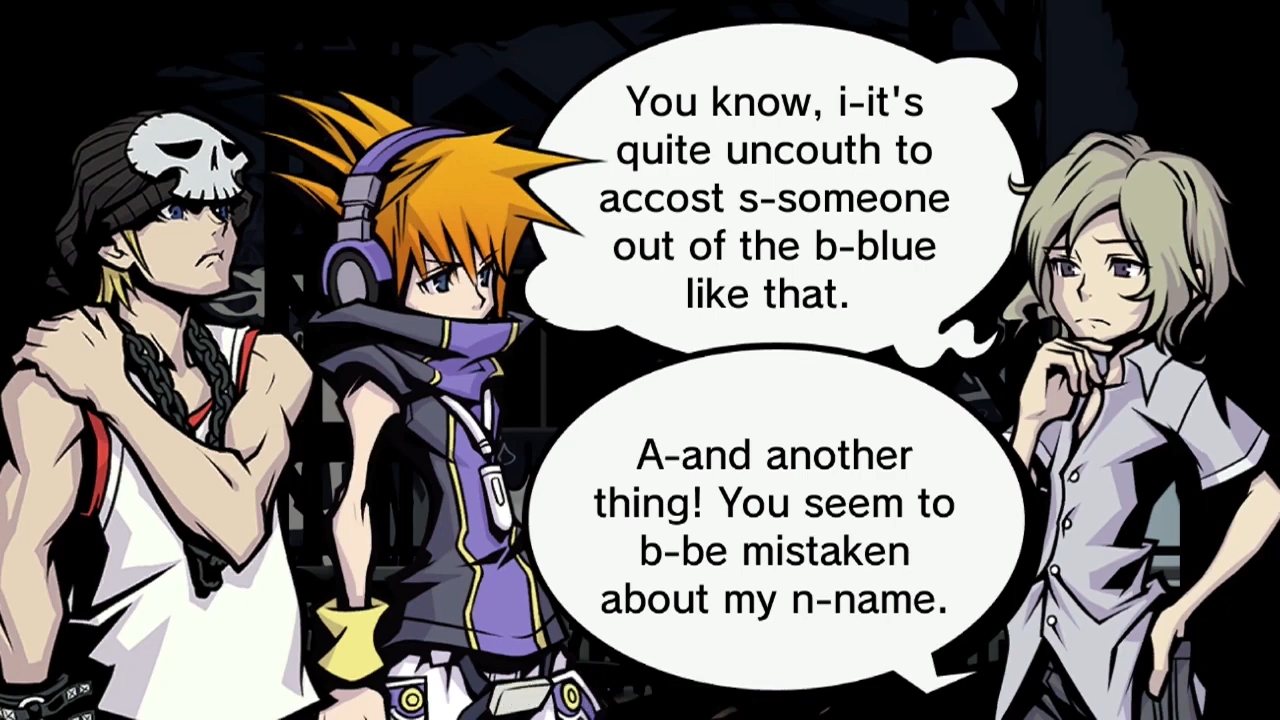 You know, i-it's
quite uncouth to
accost s-someone
out of the b-blue
like that.
A-and another
thing! You seem to
b-be mistaken
about my n-name.